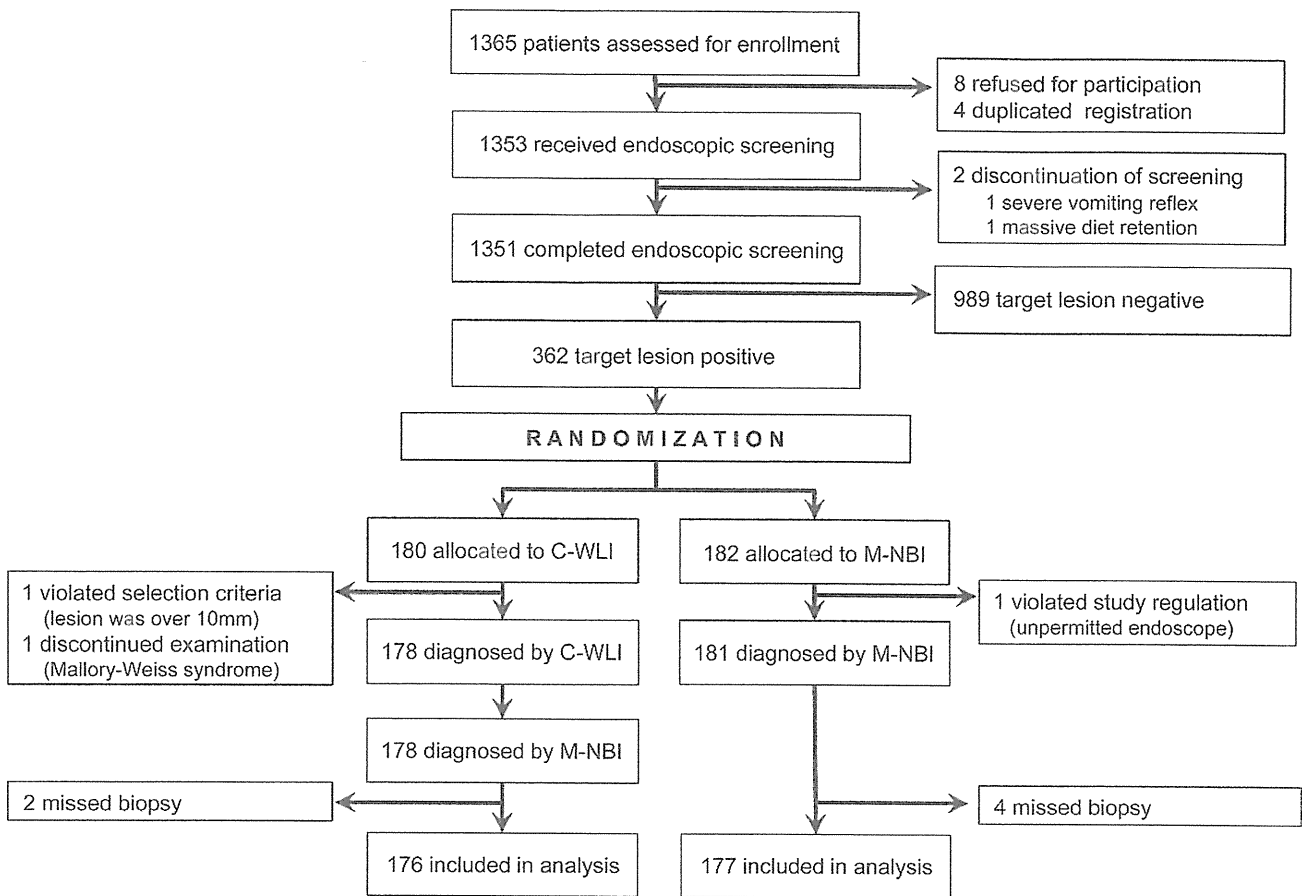 1365 patients assessed for enrollment
8 refused for participation
4 duplicated registration
1353 received endoscopic screening
2 discontinuation of screening
1 severe vomiting reflex
1 massive diet retention
1351 completed endoscopic screening
989 target lesion negative
362 target lesion positive
RANDOMIZATION
180 allocated to C-WLI
182 allocated to M-NBI
1 violated selection criteria
(lesion was over 10mm)
1 discontinued examination
(Mallory-Weiss syndrome)
1 violated study regulation
(unpermitted endoscope)
178 diagnosed by C-WLI
181 diagnosed by M-NBI
178 diagnosed by M-NBI
2 missed biopsy
4 missed biopsy
176 included in analysis
177 included in analysis